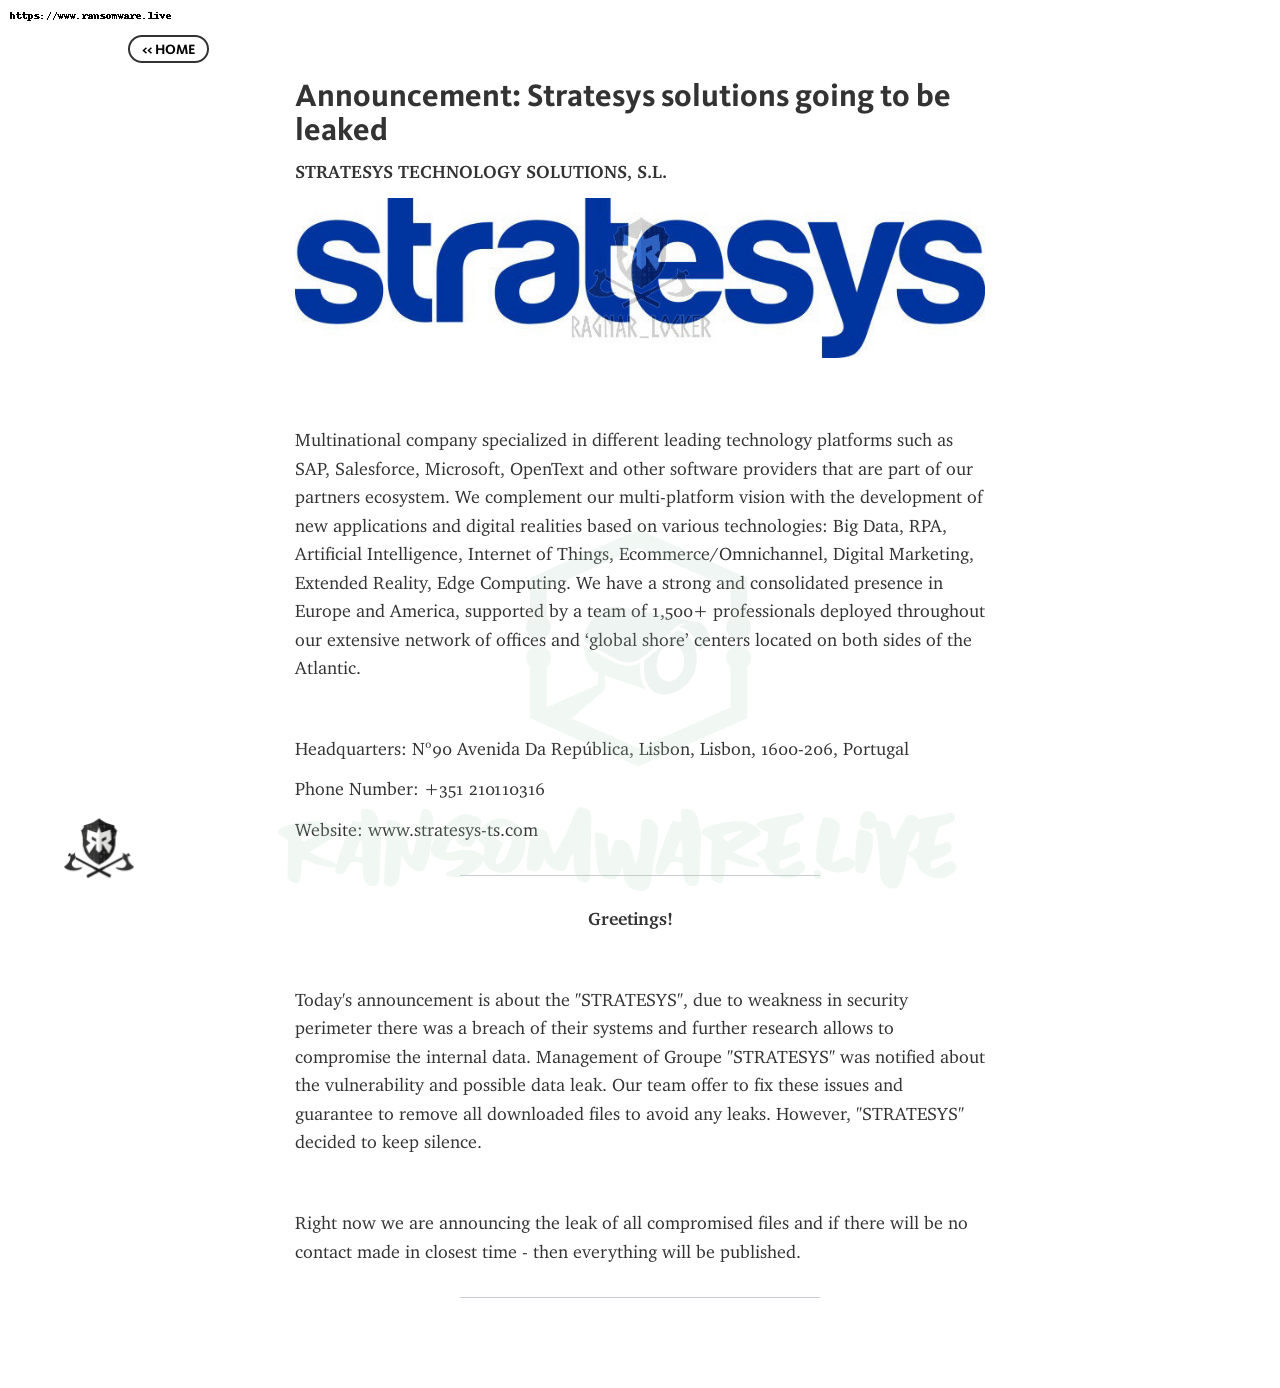 https://www.ransomware.live
<< HOME
Announcement: Stratesys solutions going to be
leaked
STRATESYS TECHNOLOGY SOLUTIONS, S.L.
stratesys
RAGNAR_LOCKER
Multinational company specialized in different leading technology platforms such as
SAP, Salesforce, Microsoft, OpenText and other software providers that are part of our
partners ecosystem. We complement our multi-platform vision with the development of
new applications and digital realities based on various technologies: Big Data, RPA,
Artificial Intelligence, Internet of Things, Ecommerce/Omnichannel, Digital Marketing,
Extended Reality, Edge Computing. We have a strong and consolidated presence in
Europe and America, supported by a team of 1,500+ professionals deployed throughout
our extensive network of offices and ‘global shore’ centers located on both sides of the
Atlantic.
Headquarters: Nº90 Avenida Da República, Lisbon, Lisbon, 1600-206, Portugal
Phone Number: +351 210110316
Website: www.stratesys-ts.com
RANSOMWARE LiVE
Greetings!
Today's announcement is about the "STRATESYS", due to weakness in security
perimeter there was a breach of their systems and further research allows to
compromise the internal data. Management of Groupe "STRATESYS" was notified about
the vulnerability and possible data leak. Our team offer to fix these issues and
guarantee to remove all downloaded files to avoid any leaks. However, "STRATESYS"
decided to keep silence.
Right now we are announcing the leak of all compromised files and if there will be no
contact made in closest time - then everything will be published.